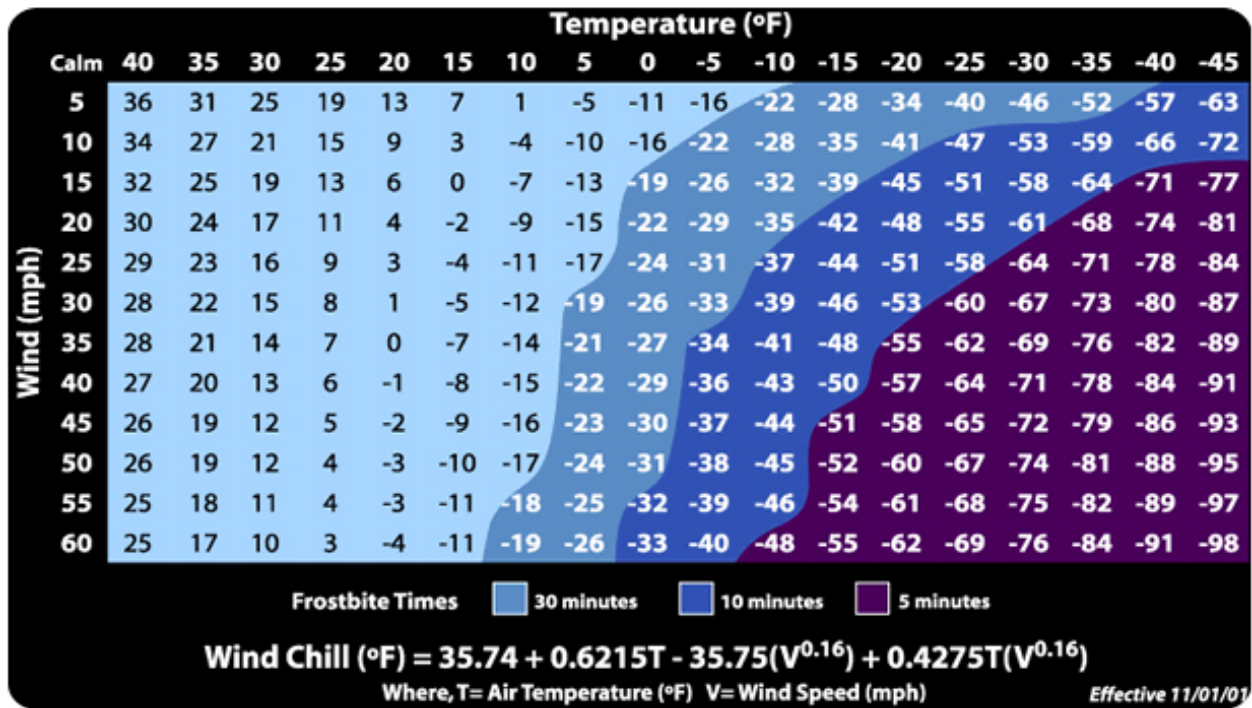 Temperature (ºF)
Calm 40 35 30 25 20 15 10 5 0 -5 -10 -15 -20 -25 -30 -35 -40 -45
5 36 31 25 19 13 7 1 -5 -11 -16 -22 -28 -34 -40 -46 -52 -57 -63
10 34 27 21 15 9 3 -4 -10 -16 -22 -28 -35 -41 -47 -53 -59 -66 -72
15 32 25 19 13 6 0 -7 -13 -19 -26 -32 -39 -45 -51 -58 -64 -71 -77
20 30 24 17 11 4 -2 -9 -15 -22 -29 -35 -42 -48 -55 -61 -68 -74 -81
25 29 23 16 9 3 -4 -11 -17 -24 -31 -37 -44 -51 -58 -64 -71 -78 -84
30 28 22 15 8 1 -5 -12 -19 -26 -33 -39 -46 -53 -60 -67 -73 -80 -87
35 28 21 14 7 0 -7 -14 -21 -27 -34 -41 -48 -55 -62 -69 -76 -82 -89
40 27 20 13 6 -1 -8 -15 -22 -29 -36 -43 -50 -57 -64 -71 -78 -84 -91
45 26 19 12 5 -2 -9 -16 -23 -30 -37 -44 -51 -58 -65 -72 -79 -86 -93
50 26 19 12 4 -3 -10 -17 -24 -31 -38 -45 -52 -60 -67 -74 -81 -88 -95
55 25 18 11 4 -3 -11 -18 -25 -32 -39 -46 -54 -61 -68 -75 -82 -89 -97
60 25 17 10 3 -4 -11 -19 -26 -33 -40 -48 -55 -62 -69 -76 -84 -91 -98
Wind (mph)
Frostbite Times 30 minutes 10 minutes 5 minutes
Wind Chill (ºF) = 35.74 + 0.6215T - 35.75(V^0.16) + 0.4275T(V^0.16)
Where, T= Air Temperature (ºF) V= Wind Speed (mph) Effective 11/01/01